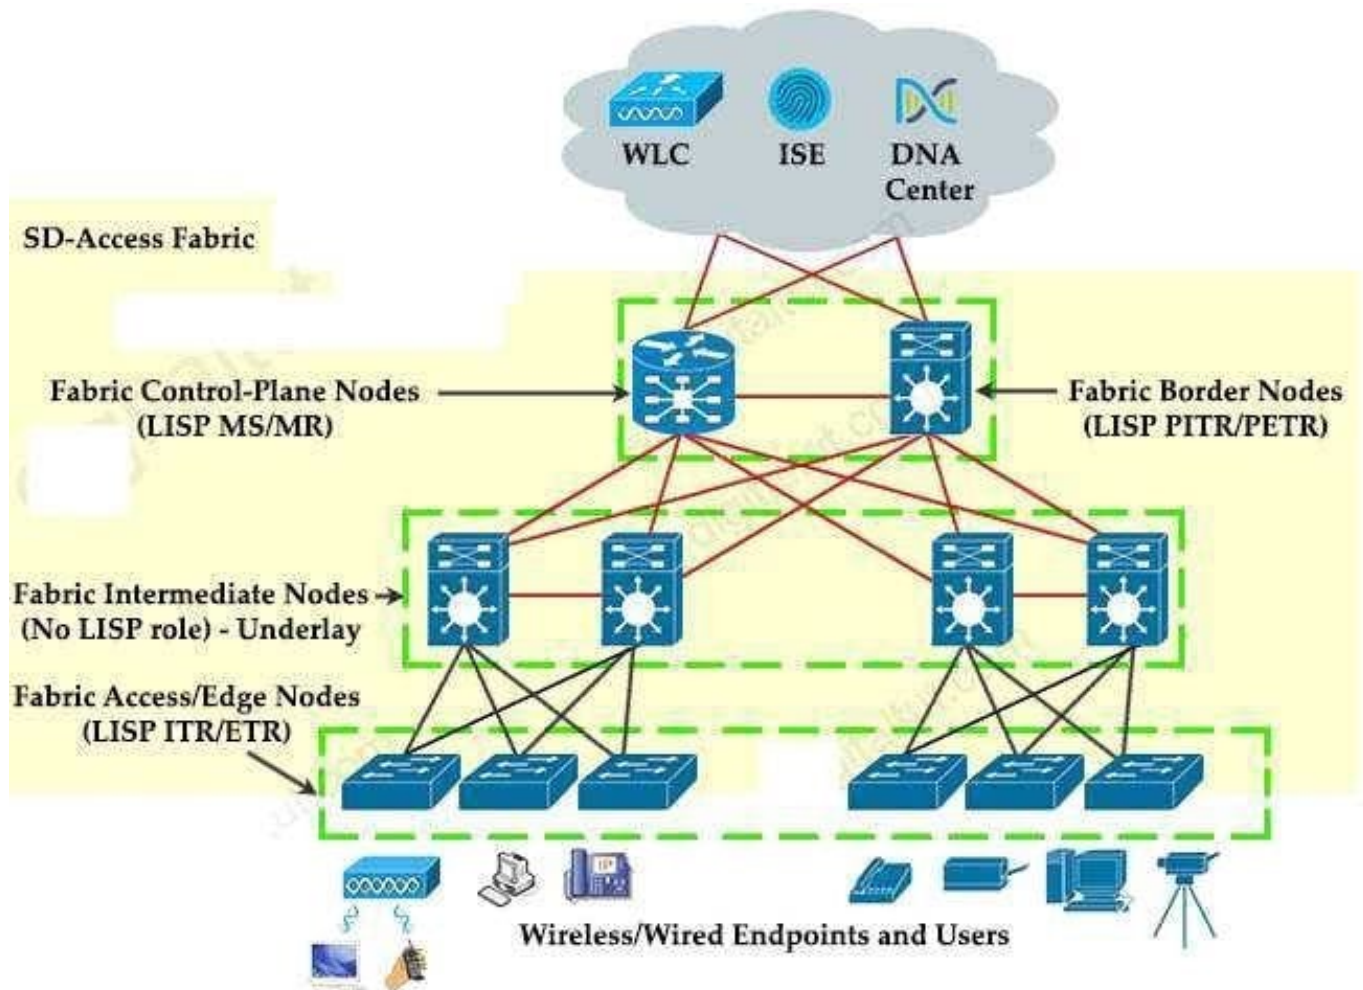 WLC
ISE
DNA
Center
SD-Access Fabric
Fabric Control-Plane Nodes
(LISP MS/MR)
Fabric Border Nodes
(LISP PITR/PETR)
Fabric Intermediate Nodes
(No LISP role) - Underlay
Fabric Access/Edge Nodes
(LISP ITR/ETR)
IP
Wireless/Wired Endpoints and Users